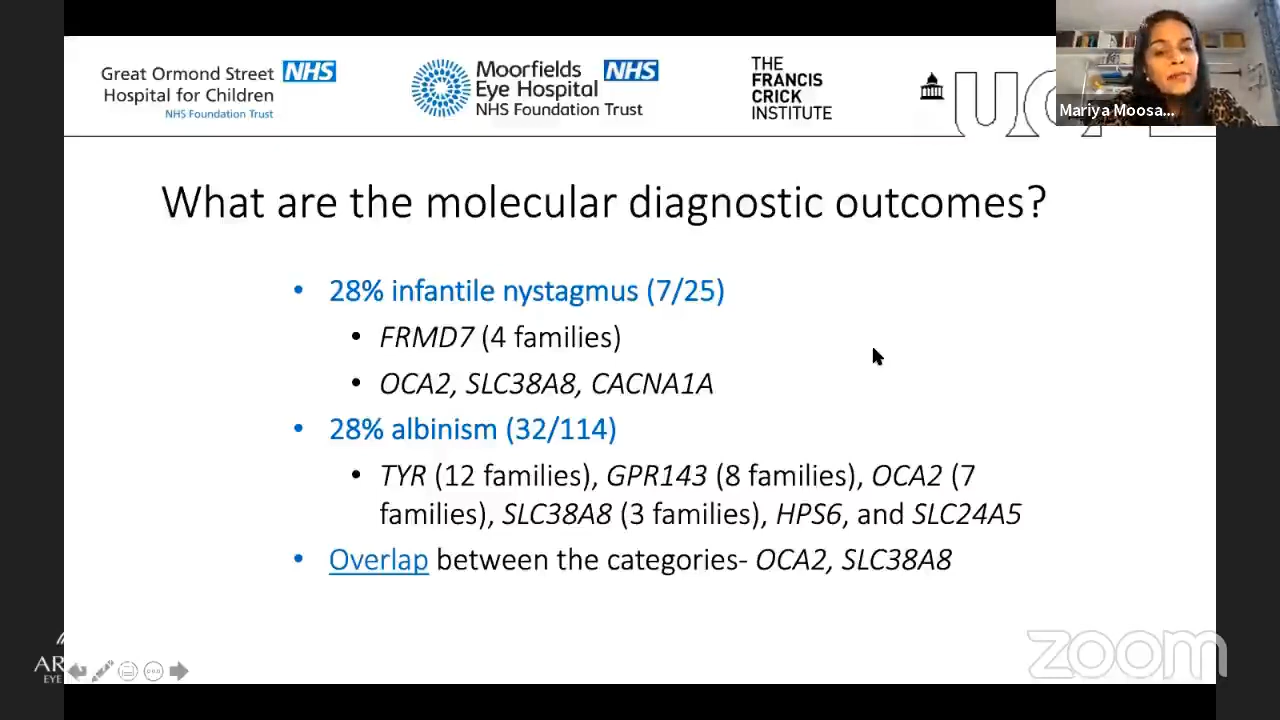 Great Ormond Street NHS
Hospital for Children
NHS Foundation Trust
Moorfields NHS
Eye Hospital
NHS Foundation Trust
THE
FRANCIS
CRICK
INSTITUTE
Mariya Moosa...
What are the molecular diagnostic outcomes?
• 28% infantile nystagmus (7/25)
• FRMD7 (4 families)
• OCA2, SLC38A8, CACNA1A
• 28% albinism (32/114)
• TYR (12 families), GPR143 (8 families), OCA2 (7
families), SLC38A8 (3 families), HPS6, and SLC24A5
• Overlap between the categories- OCA2, SLC38A8
zoom
EYE